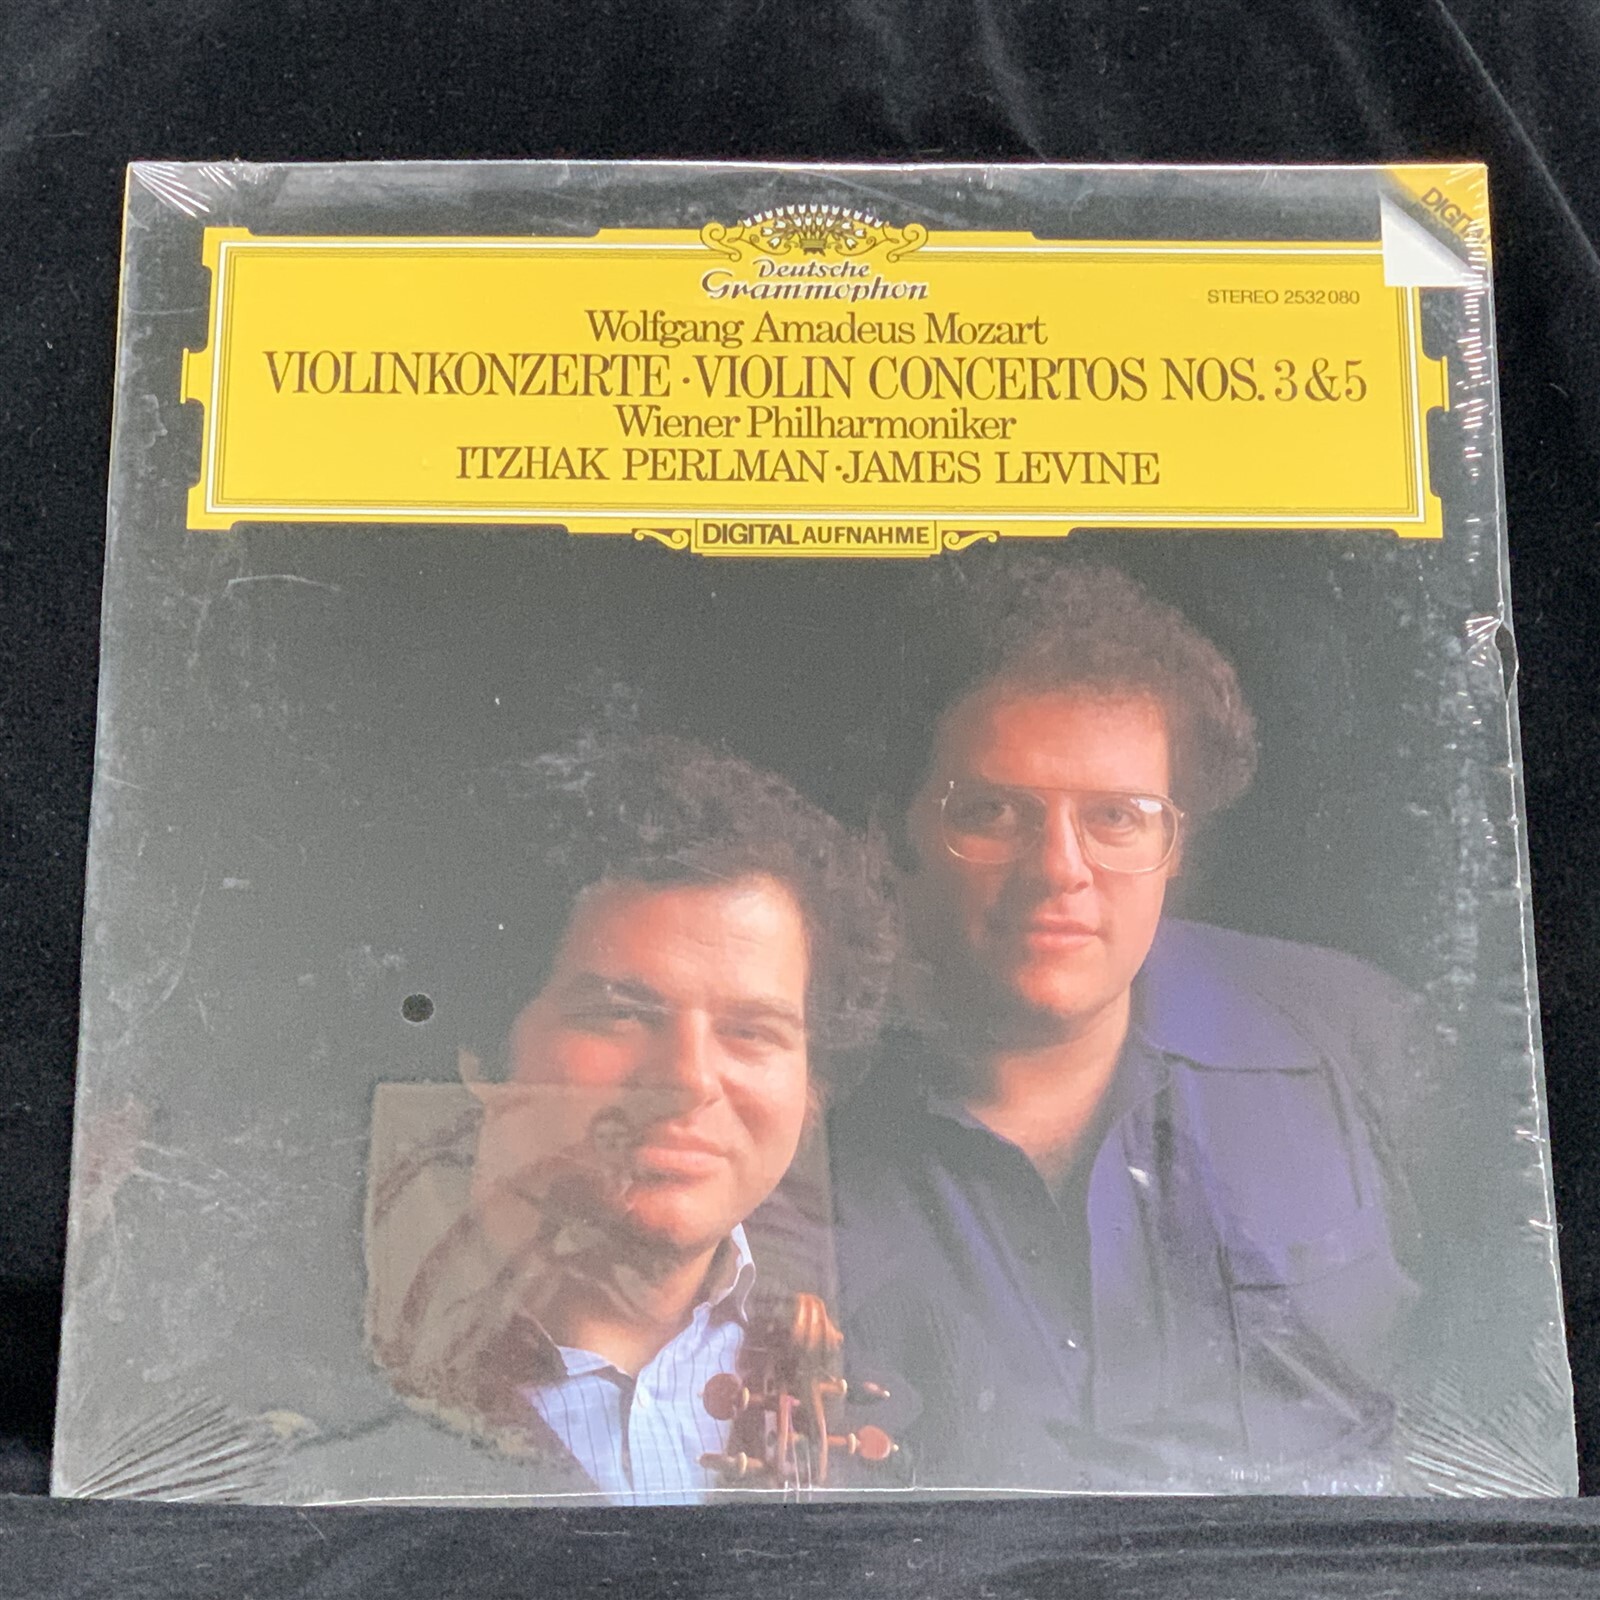 DIGIT
Deutsche
Grammophon
STEREO 2532 080
Wolfgang Amadeus Mozart
VIOLINKONZERTE · VIOLIN CONCERTOS NOS. 3 & 5
Wiener Philharmoniker
ITZHAK PERLMAN · JAMES LEVINE
DIGITAL AUFNAHME